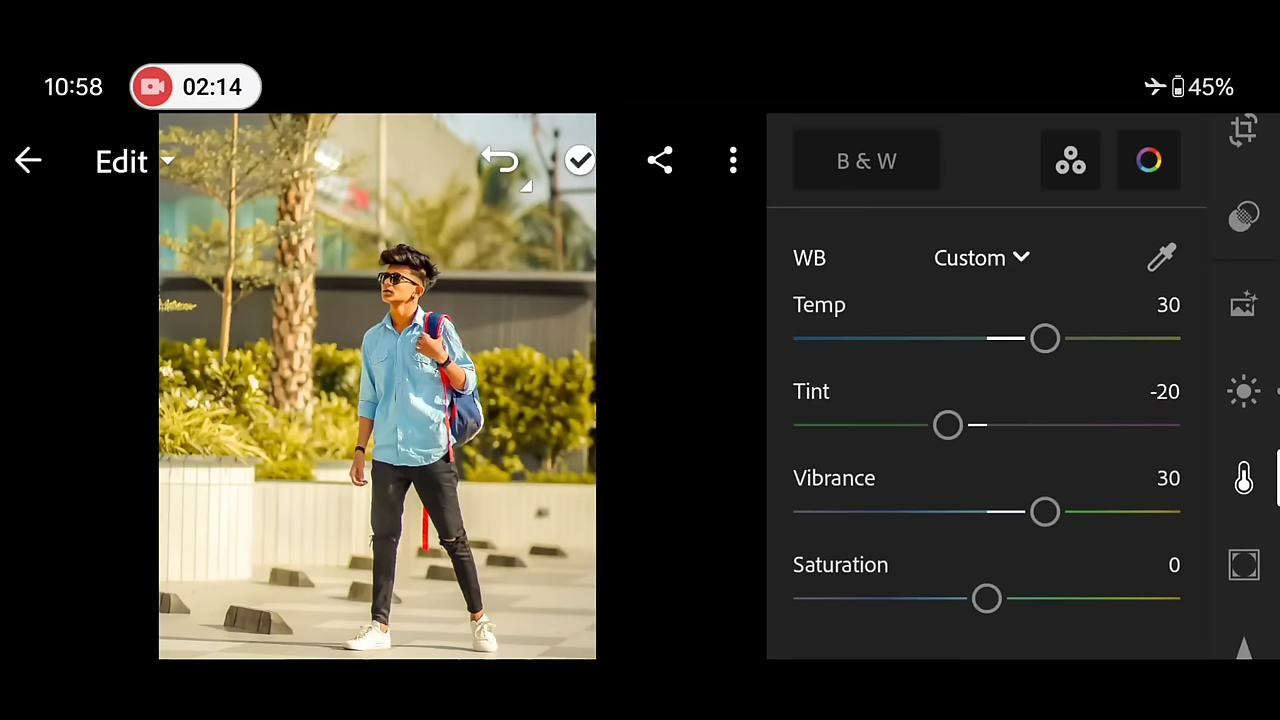 10:58
02:14
45%
Edit
B & W
WB Custom
Temp 30
Tint -20
Vibrance 30
Saturation 0